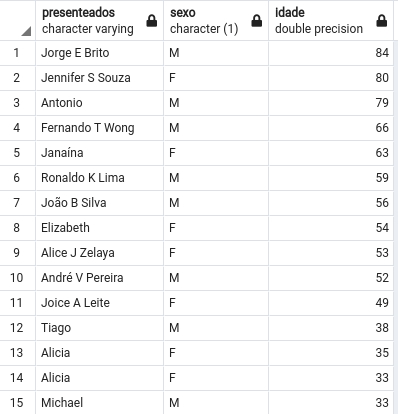 presenteados sexo idade
character varying character (1) double precision
1 Jorge E Brito M 84
2 Jennifer S Souza F 80
3 Antonio M 79
4 Fernando T Wong M 66
5 Janaína F 63
6 Ronaldo K Lima M 59
7 João B Silva M 56
8 Elizabeth F 54
9 Alice J Zelaya F 53
10 André V Pereira M 52
11 Joice A Leite F 49
12 Tiago M 38
13 Alicia F 35
14 Alicia F 33
15 Michael M 33